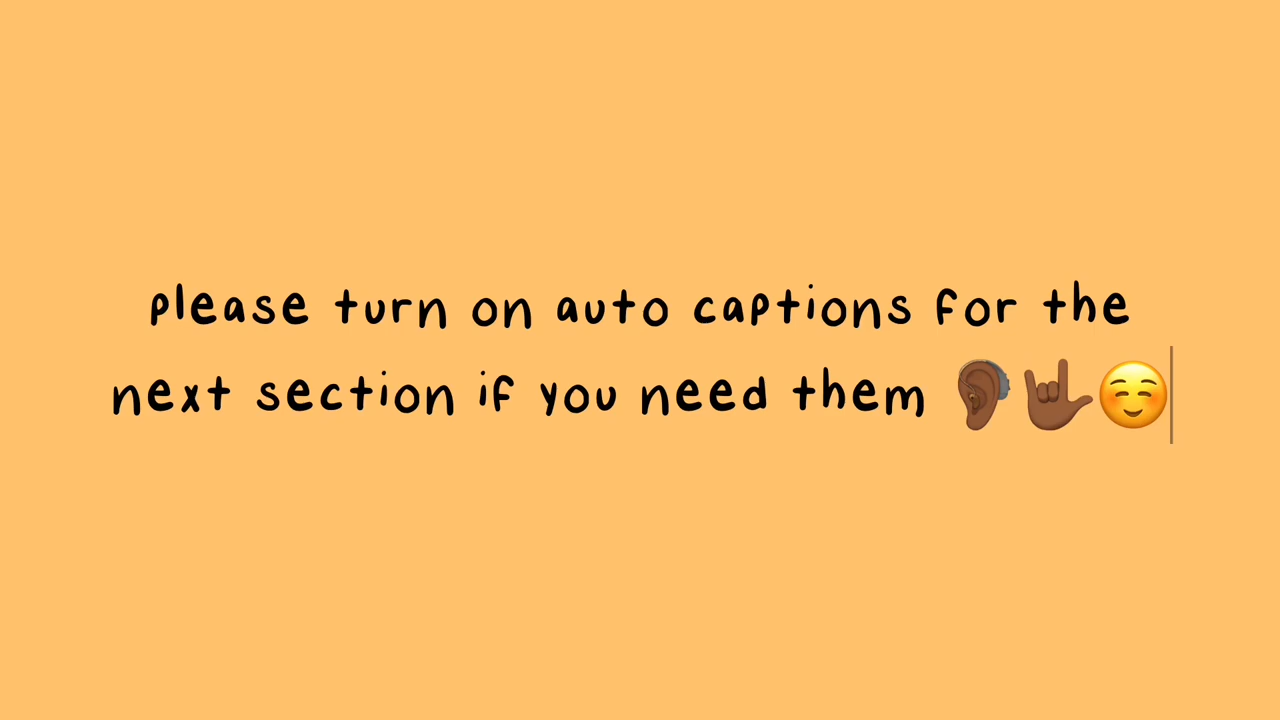 please turn on auto captions for the
next section if you need them 🦻🏾🤟🏾☺️